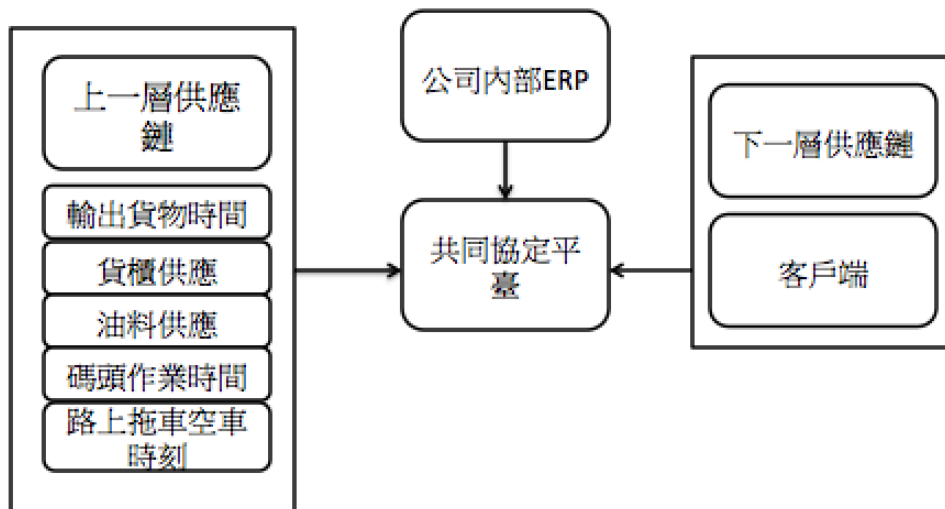 上一層供應
鏈
輸出貨物時間
貨櫃供應
油料供應
碼頭作業時間
路上拖車空車
時刻
公司內部ERP
共同協定平
臺
下一層供應鏈
客戶端